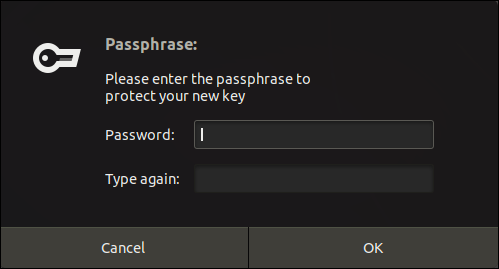 Passphrase:
Please enter the passphrase to
protect your new key
Password:
Type again:
Cancel OK